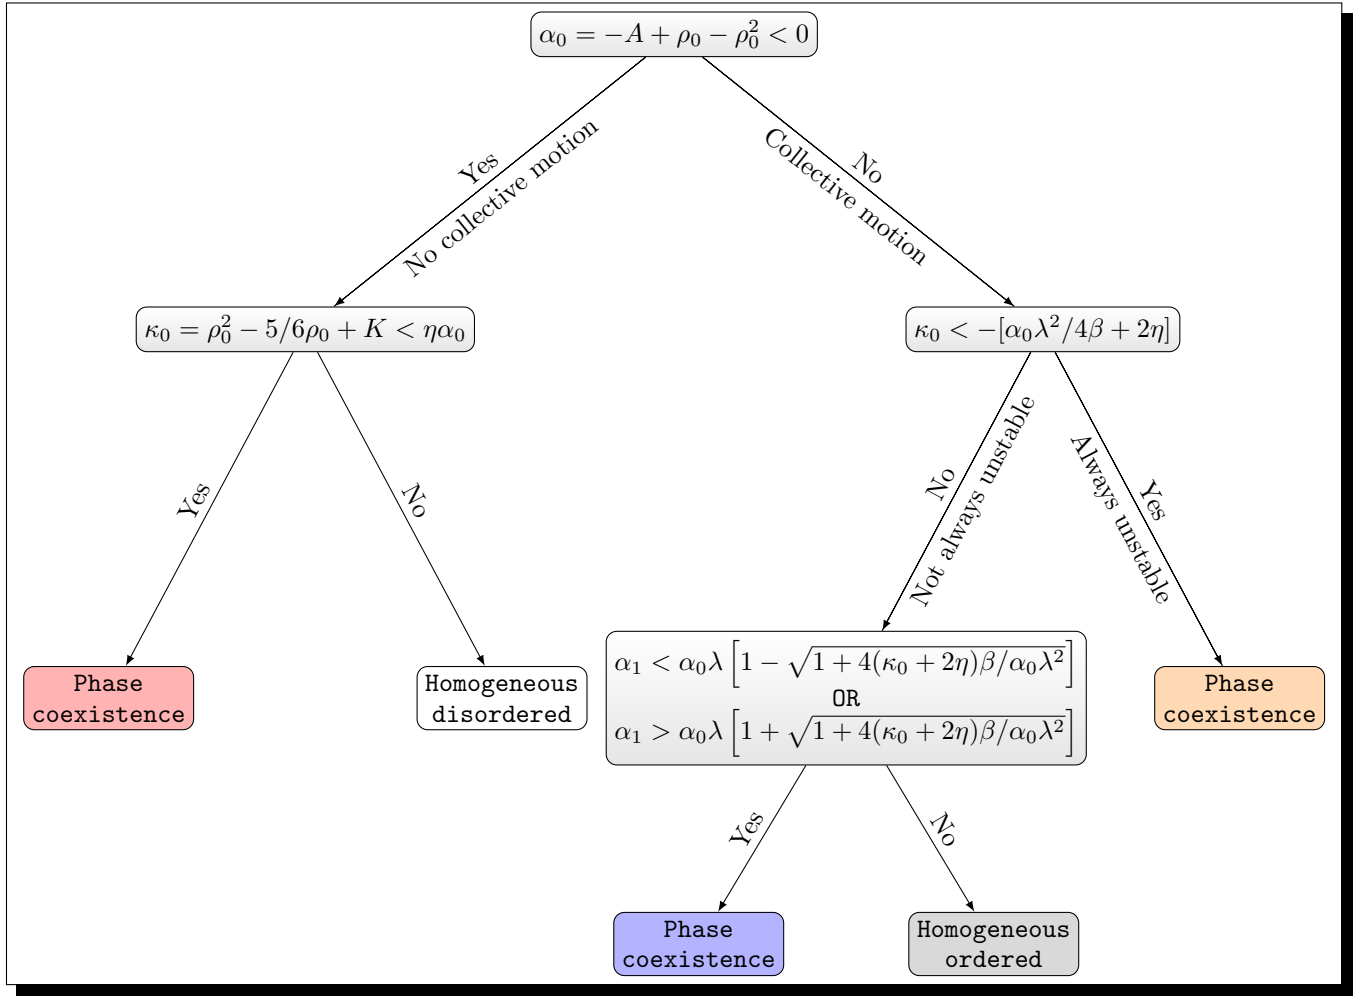 α₀ = −A + ρ₀ − ρ₀² < 0
Yes
No collective motion
No
Collective motion
κ₀ = ρ₀² − 5/6ρ₀ + K < ηα₀
κ₀ < −[α₀λ²/4β + 2η]
Yes
No
No
Not always unstable
Yes
Always unstable
Phase
coexistence
Homogeneous
disordered
α₁ < α₀λ [1 − √(1 + 4(κ₀ + 2η)β/α₀λ²)]
OR
α₁ > α₀λ [1 + √(1 + 4(κ₀ + 2η)β/α₀λ²)]
Phase
coexistence
Yes
No
Phase
coexistence
Homogeneous
ordered